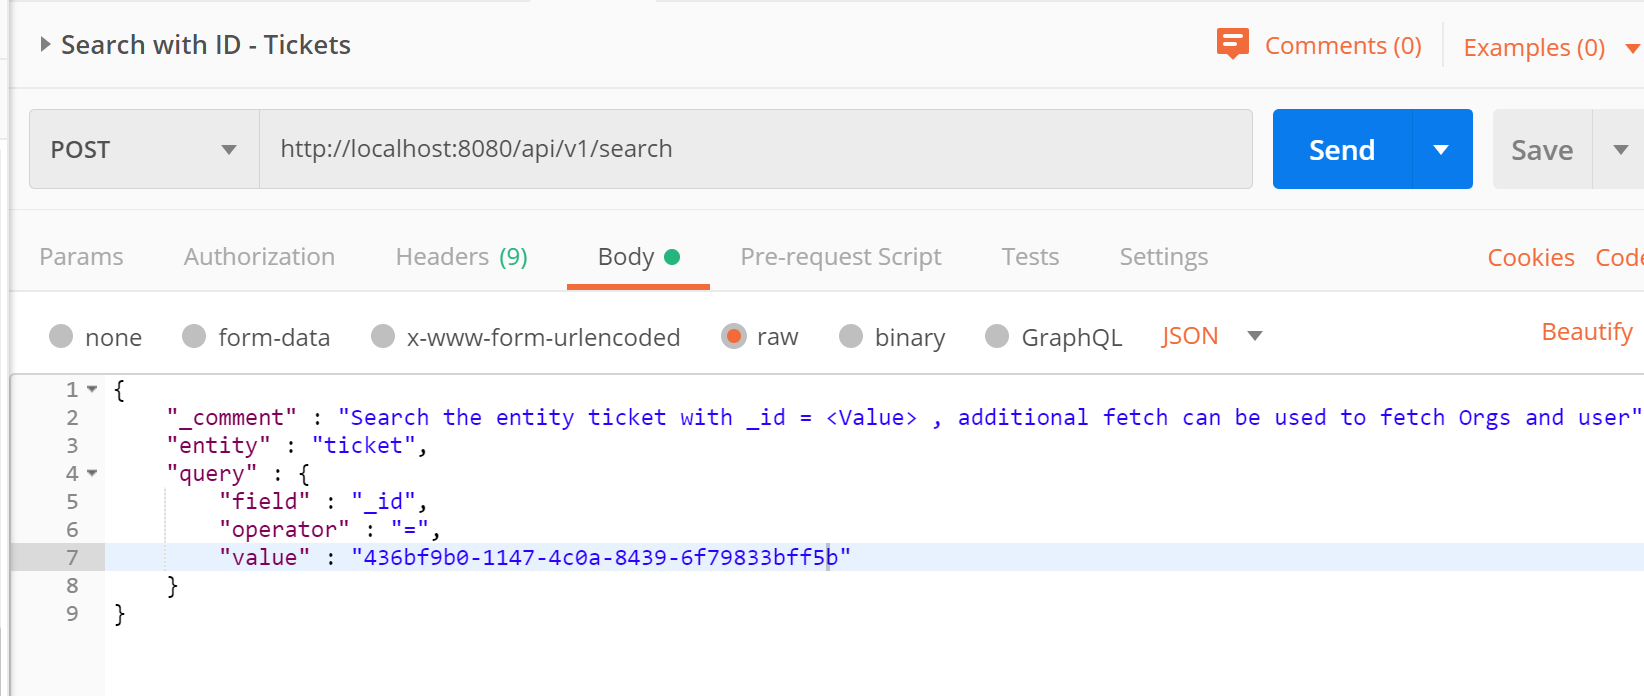 Search with ID - Tickets
Comments (0)
Examples (0)
POST
http://localhost:8080/api/v1/search
Send
Save
Params Authorization Headers (9) Body Pre-request Script Tests Settings Cookies
none form-data x-www-form-urlencoded raw binary GraphQL JSON Beautify
1 {
2 "_comment" : "Search the entity ticket with _id = <Value> , additional fetch can be used to fetch Orgs and user"
3 "entity" : "ticket",
4 "query" : {
5 "field" : "_id",
6 "operator" : "=",
7 "value" : "436bf9b0-1147-4c0a-8439-6f79833bff5b"
8 }
9 }